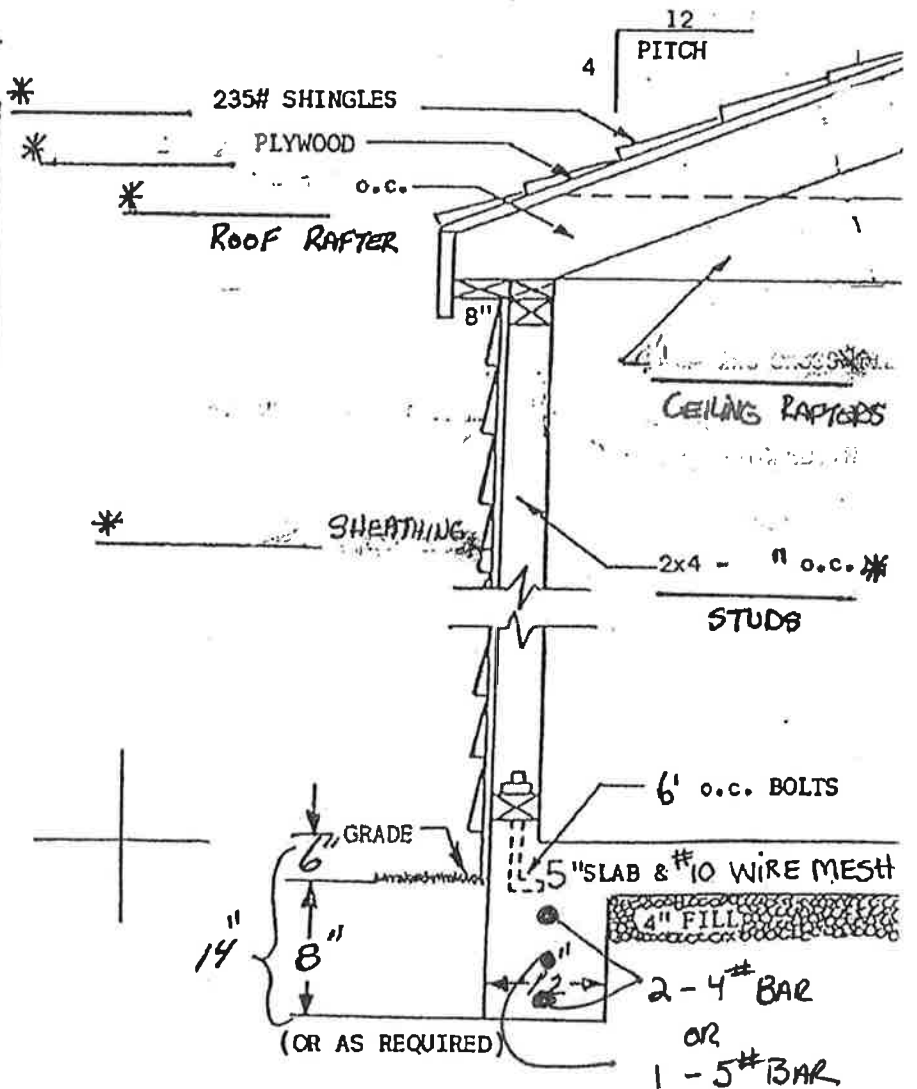 12
PITCH
4
* 235# SHINGLES
* PLYWOOD
* o.c.
ROOF RAFTER
8"
CEILING RAFTORS
* SHEATHING
2x4 - " o.c. *
STUDS
6' o.c. BOLTS
6" GRADE
5" SLAB & #10 WIRE MESH
4" FILL
14" 8" 12"
2 - 4# BAR
OR
1 - 5# BAR
(OR AS REQUIRED)